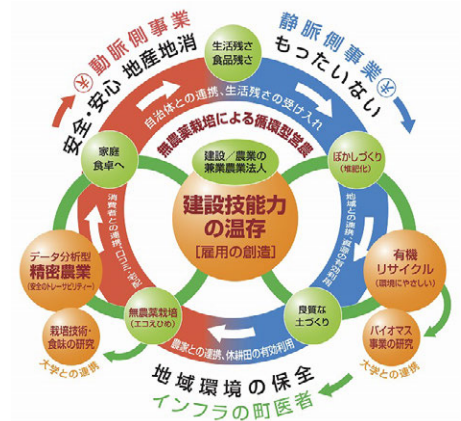 動脈側事業
安全・安心 地産地消
静脈側事業
もったいない
生活残さ
食品残さ
自治体との連携、生活残さの受け入れ
無農薬栽培による循環型営農
家庭
食卓へ
建設/農業の
兼業農業法人
ぼかしづくり
(堆肥化)
建設技能力
の温存
[雇用の創造]
消費者との連携、口コミ・宅配
地域との連携、資源の有効利用
データ分析型
精密農業
(安全のトレーサビリティー)
有機
リサイクル
(環境にやさしい)
無農薬栽培
(エコえひめ)
良質な
土づくり
栽培技術・
食味の研究
大学との連携
バイオマス
事業の研究
大学との連携
農家との連携、休耕田の有効利用
地域環境の保全
インフラの町医者